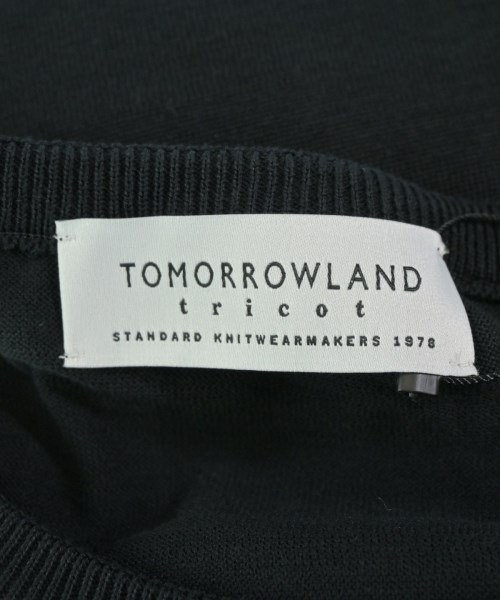 TOMORROWLAND
tricot
STANDARD KNITWEARMAKERS 1978